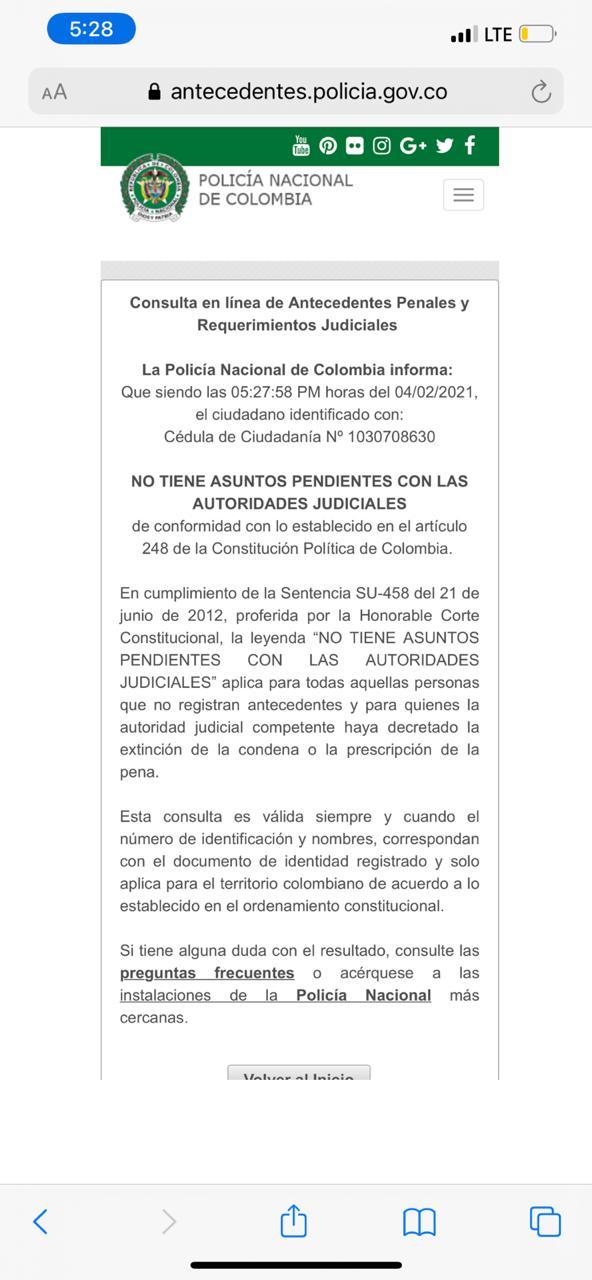 5:28
LTE
AA
antecedentes.policia.gov.co
You
Tube
G+
f
POLICÍA NACIONAL
DE COLOMBIA
Consulta en línea de Antecedentes Penales y
Requerimientos Judiciales
La Policía Nacional de Colombia informa:
Que siendo las 05:27:58 PM horas del 04/02/2021,
el ciudadano identificado con:
Cédula de Ciudadanía Nº 1030708630
NO TIENE ASUNTOS PENDIENTES CON LAS
AUTORIDADES JUDICIALES
de conformidad con lo establecido en el artículo
248 de la Constitución Política de Colombia.
En cumplimiento de la Sentencia SU-458 del 21 de
junio de 2012, proferida por la Honorable Corte
Constitucional, la leyenda “NO TIENE ASUNTOS
PENDIENTES CON LAS AUTORIDADES
JUDICIALES” aplica para todas aquellas personas
que no registran antecedentes y para quienes la
autoridad judicial competente haya decretado la
extinción de la condena o la prescripción de la
pena.
Esta consulta es válida siempre y cuando el
número de identificación y nombres, correspondan
con el documento de identidad registrado y solo
aplica para el territorio colombiano de acuerdo a lo
establecido en el ordenamiento constitucional.
Si tiene alguna duda con el resultado, consulte las
preguntas frecuentes o acérquese a las
instalaciones de la Policía Nacional más
cercanas.
Volver al Inicio